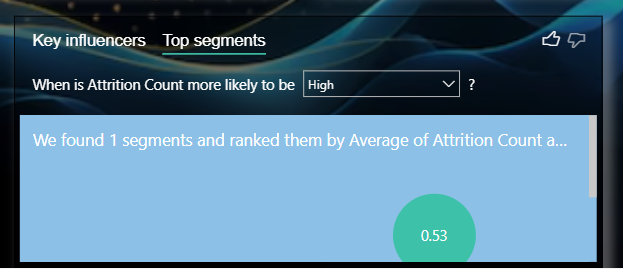 Key influencers Top segments
When is Attrition Count more likely to be High ?
We found 1 segments and ranked them by Average of Attrition Count a...
0.53